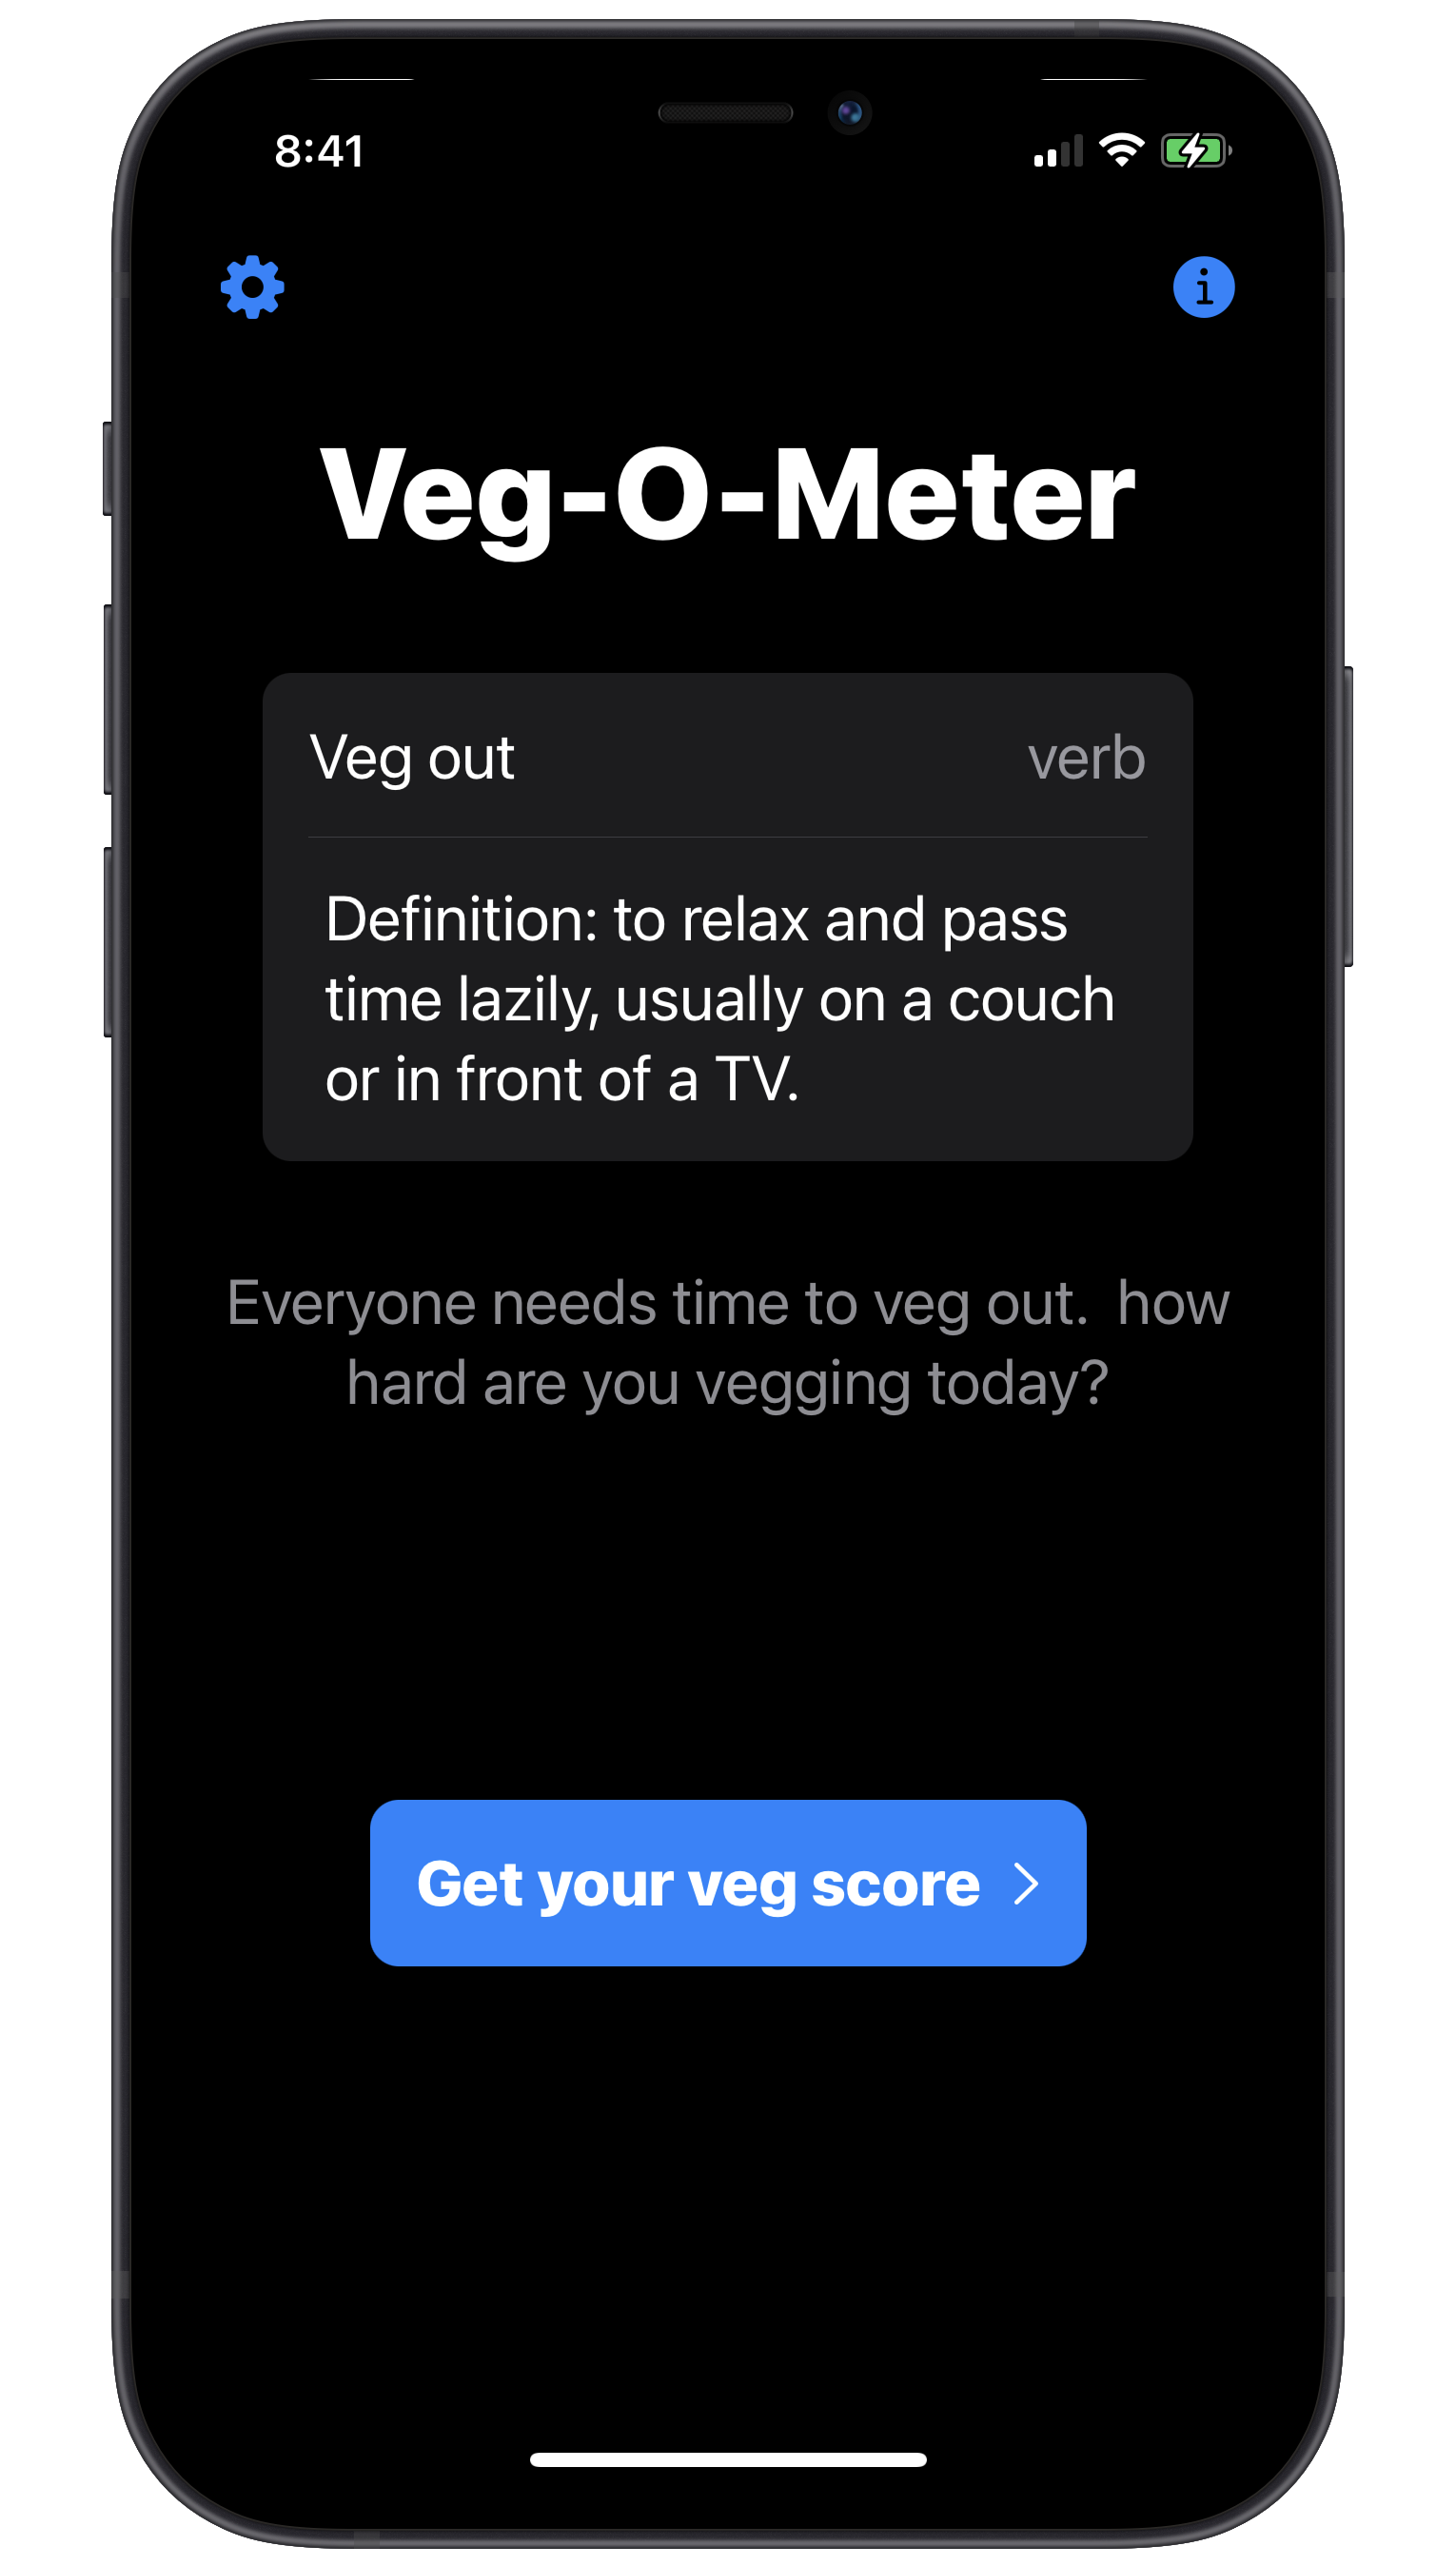 8:41
Veg-O-Meter
Veg out verb
Definition: to relax and pass
time lazily, usually on a couch
or in front of a TV.
Everyone needs time to veg out.  how
hard are you vegging today?
Get your veg score